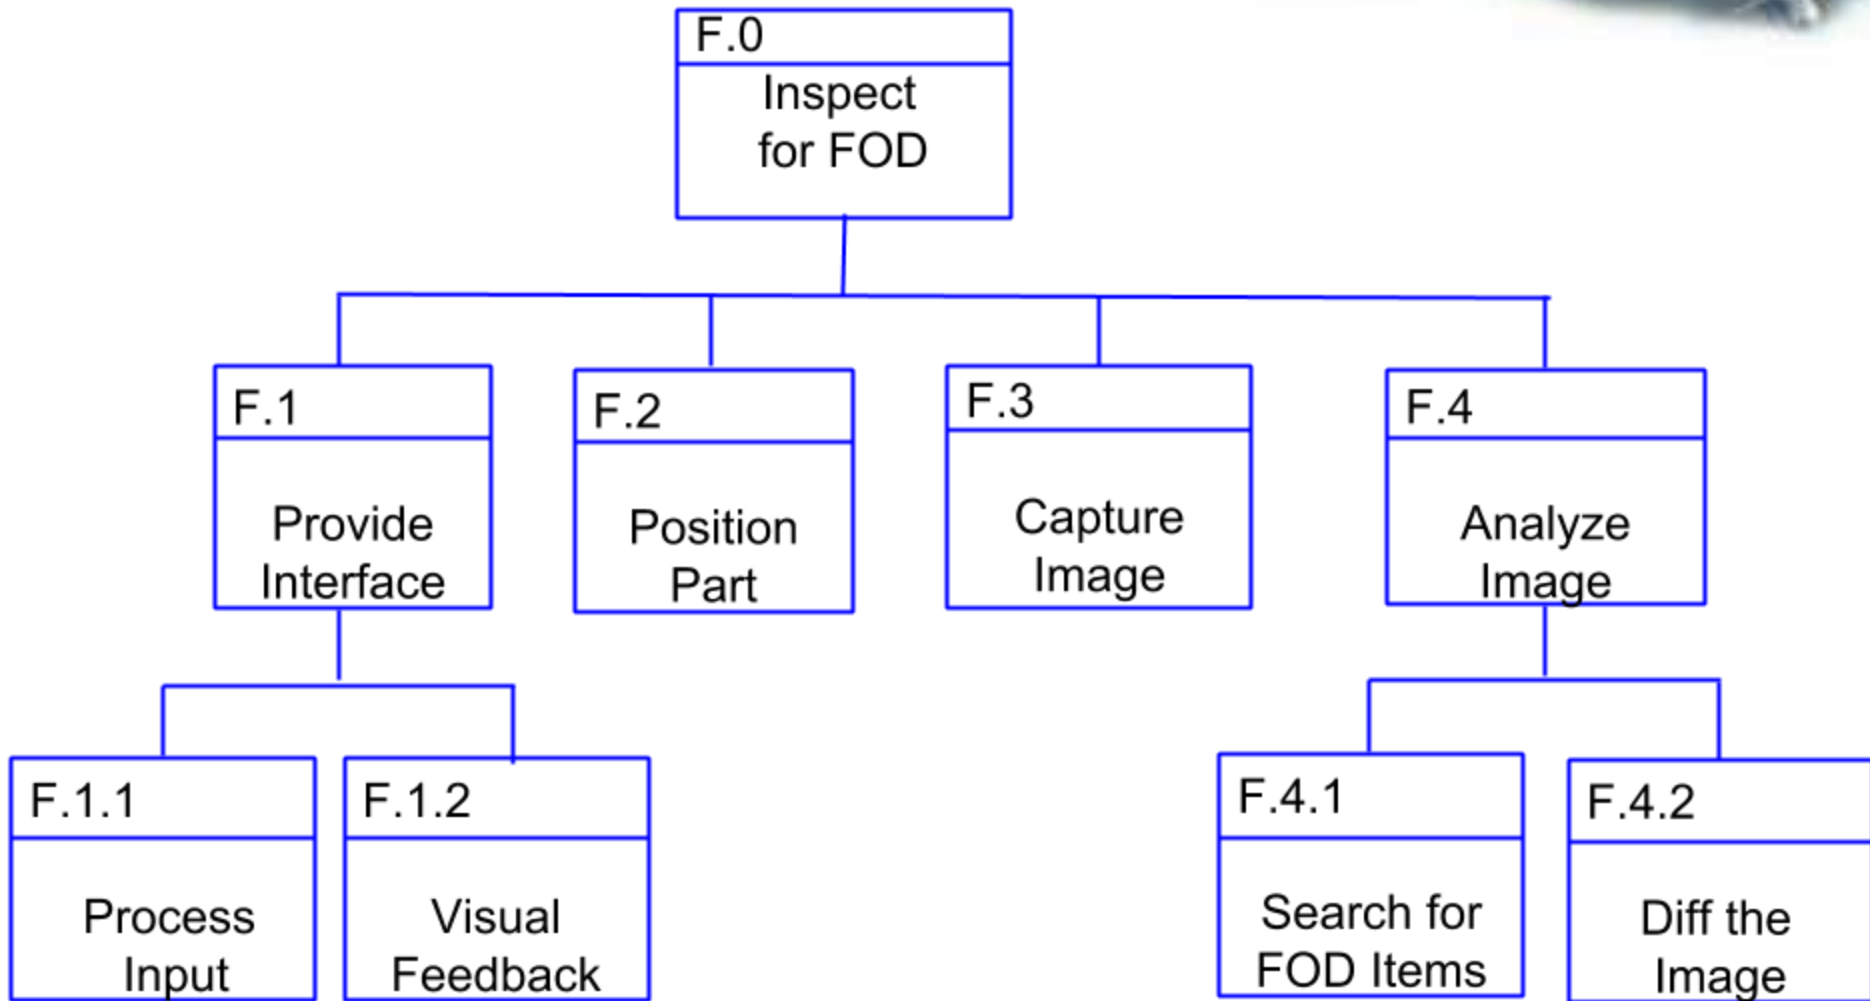 F.0
Inspect
for FOD
F.1
Provide
Interface
F.2
Position
Part
F.3
Capture
Image
F.4
Analyze
Image
F.1.1
Process
Input
F.1.2
Visual
Feedback
F.4.1
Search for
FOD Items
F.4.2
Diff the
Image